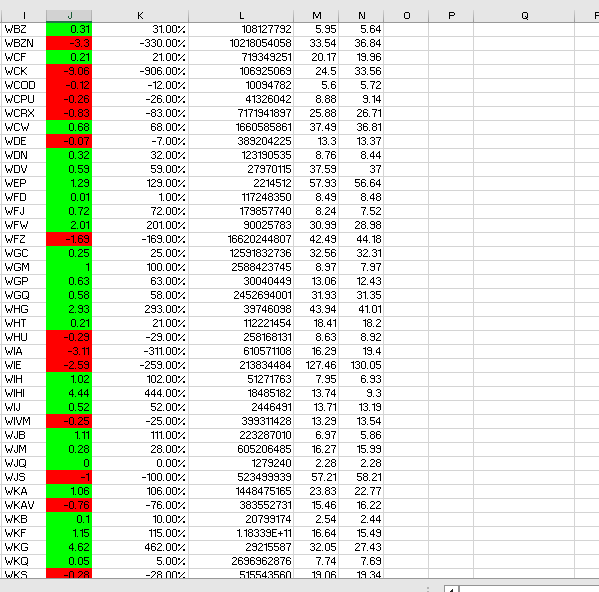 I J K L M N O P Q
WBZ 0.31 31.00% 108127792 5.95 5.64
WBZN -3.3 -330.00% 10218054058 33.54 36.84
WCF 0.21 21.00% 719349251 20.17 19.96
WCK -9.06 -906.00% 106925069 24.5 33.56
WCOD -0.12 -12.00% 10094782 5.6 5.72
WCPU -0.26 -26.00% 41326042 8.88 9.14
WCRX -0.83 -83.00% 7171941897 25.88 26.71
WCW 0.68 68.00% 1660585861 37.49 36.81
WDE -0.07 -7.00% 389204225 13.3 13.37
WDN 0.32 32.00% 123190535 8.76 8.44
WDV 0.59 59.00% 27970115 37.59 37
WEP 1.29 129.00% 2214512 57.93 56.64
WFD 0.01 1.00% 117248350 8.49 8.48
WFJ 0.72 72.00% 179857740 8.24 7.52
WFW 2.01 201.00% 90025783 30.99 28.98
WFZ -1.69 -169.00% 16620244807 42.49 44.18
WGC 0.25 25.00% 12591832736 32.56 32.31
WGM 1 100.00% 2588423745 8.97 7.97
WGP 0.63 63.00% 30040449 13.06 12.43
WGQ 0.58 58.00% 2452694001 31.93 31.35
WHG 2.93 293.00% 39746098 43.94 41.01
WHT 0.21 21.00% 112221454 18.41 18.2
WHU -0.29 -29.00% 258168131 8.63 8.92
WIA -3.11 -311.00% 610571108 16.29 19.4
WIE -2.59 -259.00% 213834484 127.46 130.05
WIH 1.02 102.00% 51271763 7.95 6.93
WIHI 4.44 444.00% 18485182 13.74 9.3
WIJ 0.52 52.00% 2446491 13.71 13.19
WIVM -0.25 -25.00% 399311428 13.29 13.54
WJB 1.11 111.00% 223287010 6.97 5.86
WJM 0.28 28.00% 605206485 16.27 15.99
WJQ 0 0.00% 1279240 2.28 2.28
WJS -1 -100.00% 523499939 57.21 58.21
WKA 1.06 106.00% 1448475165 23.83 22.77
WKAV -0.76 -76.00% 383552731 15.46 16.22
WKB 0.1 10.00% 20799174 2.54 2.44
WKF 1.15 115.00% 1.18339E+11 16.64 15.49
WKG 4.62 462.00% 29215587 32.05 27.43
WKQ 0.05 5.00% 2696962876 7.74 7.69
WKS -0.28 -28.00% 515543560 19.06 19.34